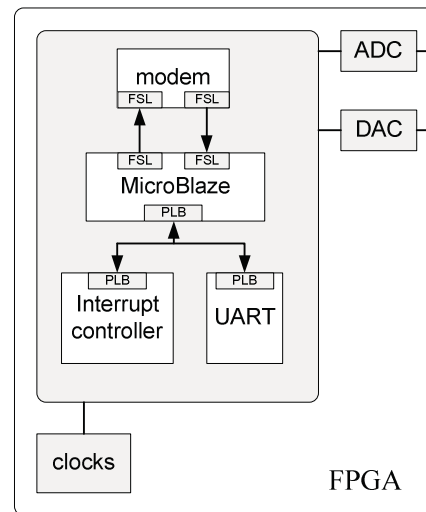 ADC
modem
FSL FSL
DAC
FSL FSL
MicroBlaze
PLB
PLB PLB
Interrupt
controller
UART
clocks
FPGA